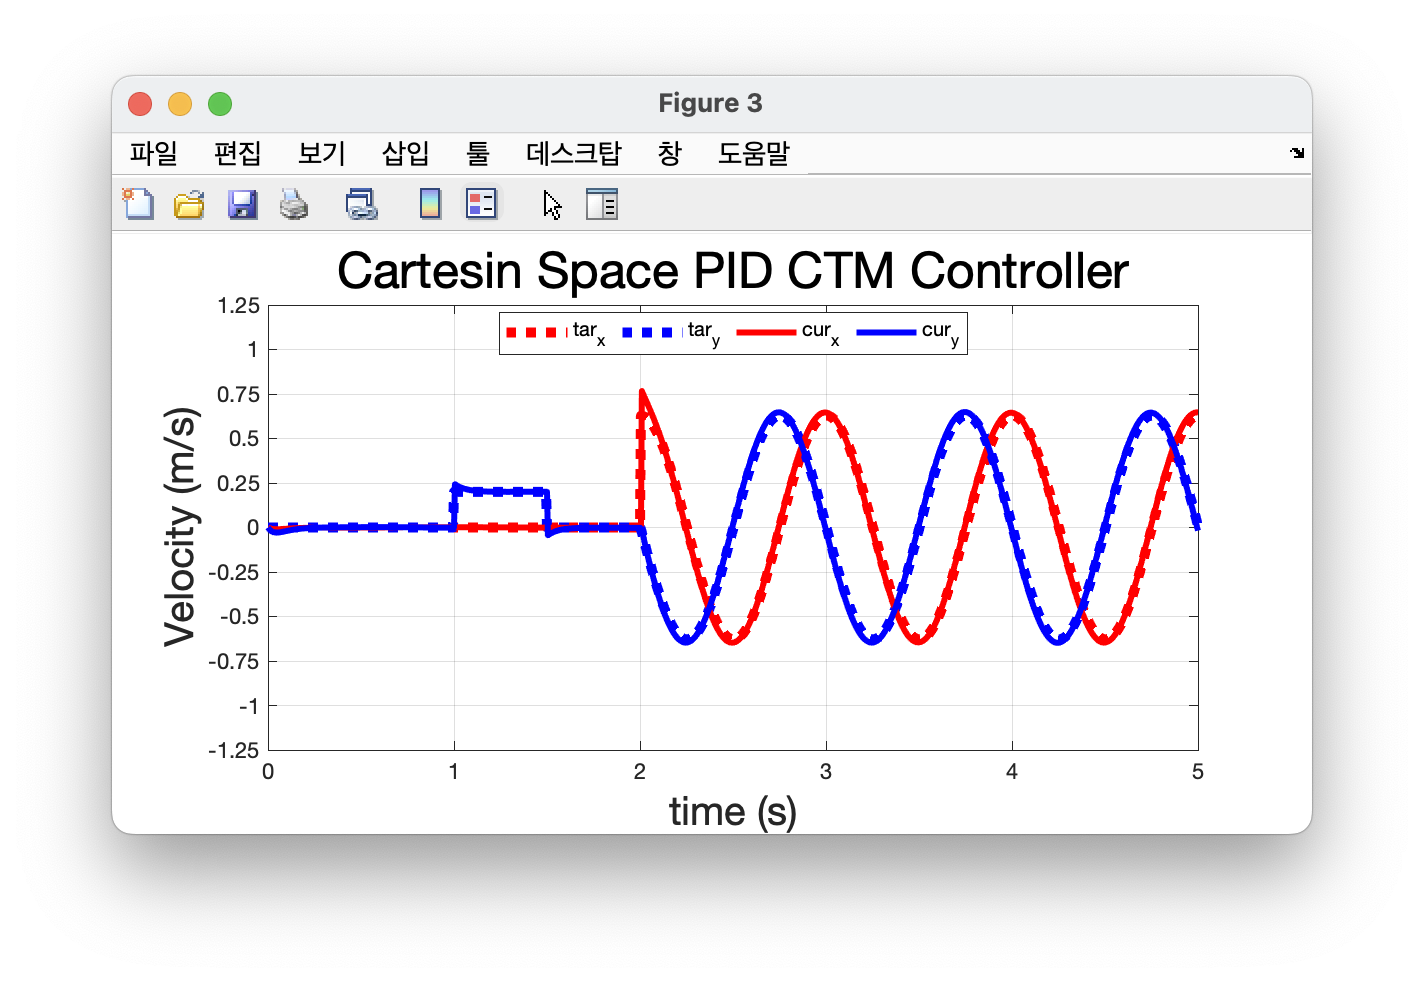 Figure 3
파일 편집 보기 삽입 툴 데스크탑 창 도움말
Cartesin Space PID CTM Controller
tar_x tar_y cur_x cur_y
1.25
1
0.75
0.5
0.25
0
-0.25
-0.5
-0.75
-1
-1.25
Velocity (m/s)
0 1 2 3 4 5
time (s)